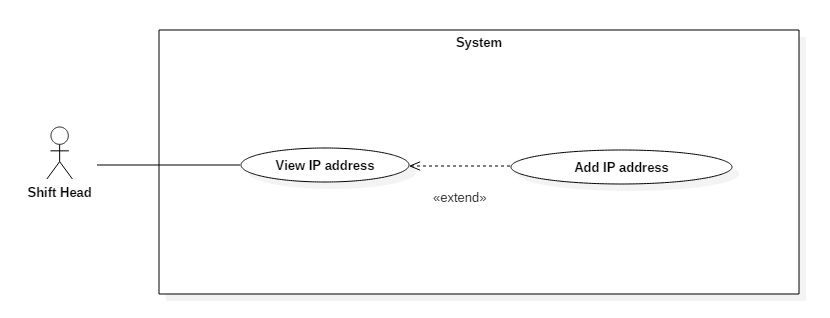 System
View IP address
Add IP address
Shift Head
«extend»